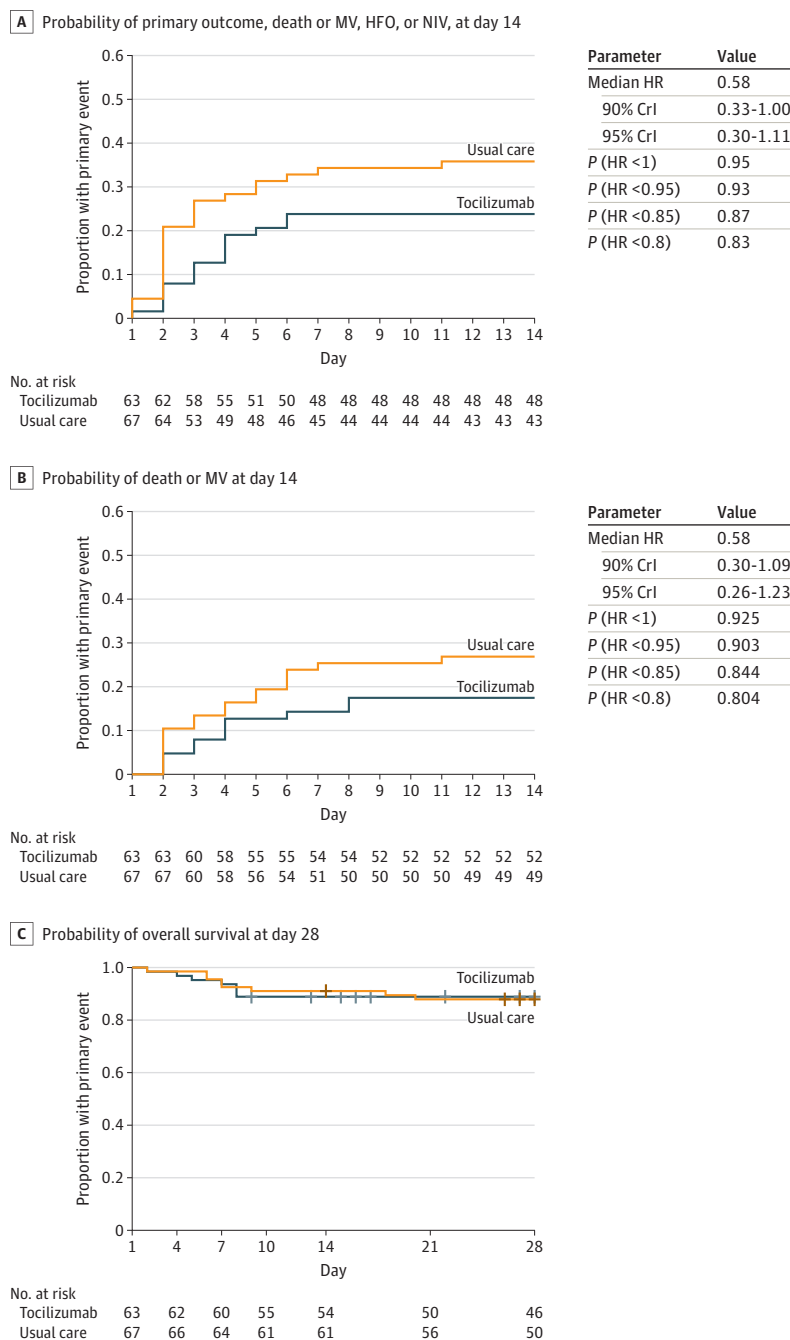 A Probability of primary outcome, death or MV, HFO, or NIV, at day 14
Proportion with primary event
0.6
0.5
0.4
0.3
0.2
0.1
0
Usual care
Tocilizumab
1 2 3 4 5 6 7 8 9 10 11 12 13 14
Day
No. at risk
Tocilizumab 63 62 58 55 51 50 48 48 48 48 48 48 48 48
Usual care 67 64 53 49 48 46 45 44 44 44 44 43 43 43
Parameter Value
Median HR 0.58
90% CrI 0.33-1.00
95% CrI 0.30-1.11
P (HR <1) 0.95
P (HR <0.95) 0.93
P (HR <0.85) 0.87
P (HR <0.8) 0.83
B Probability of death or MV at day 14
Proportion with primary event
0.6
0.5
0.4
0.3
0.2
0.1
0
Usual care
Tocilizumab
1 2 3 4 5 6 7 8 9 10 11 12 13 14
Day
No. at risk
Tocilizumab 63 63 60 58 55 55 54 54 52 52 52 52 52 52
Usual care 67 67 60 58 56 54 51 50 50 50 50 49 49 49
Parameter Value
Median HR 0.58
90% CrI 0.30-1.09
95% CrI 0.26-1.23
P (HR <1) 0.925
P (HR <0.95) 0.903
P (HR <0.85) 0.844
P (HR <0.8) 0.804
C Probability of overall survival at day 28
Proportion with primary event
1.0
0.8
0.6
0.4
0.2
0
Tocilizumab
Usual care
1 4 7 10 14 21 28
Day
No. at risk
Tocilizumab 63 62 60 55 54 50 46
Usual care 67 66 64 61 61 56 50